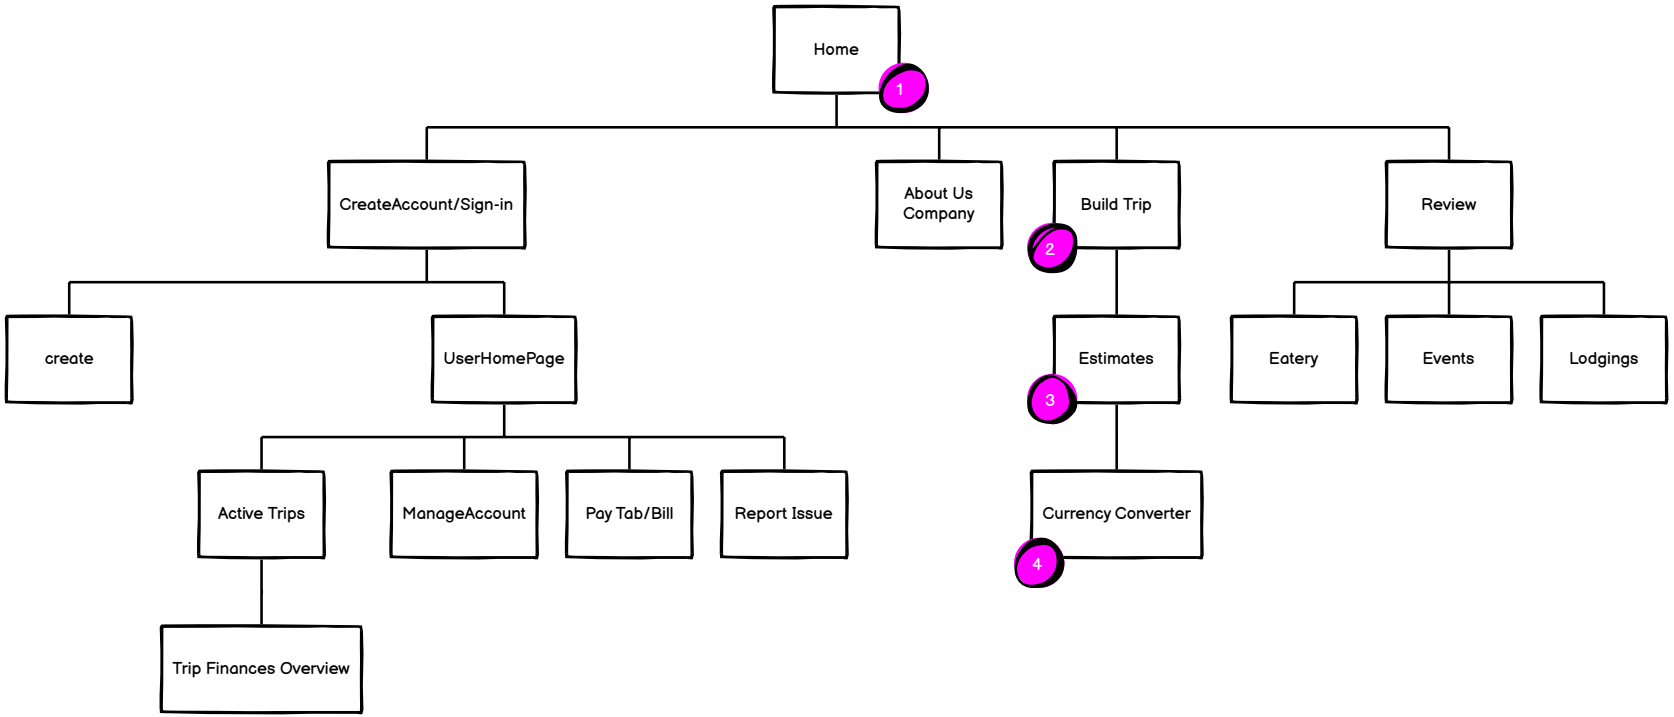 Home
1
CreateAccount/Sign-in
About Us
Company
Build Trip
2
Review
create
UserHomePage
Estimates
3
Eatery
Events
Lodgings
Active Trips
ManageAccount
Pay Tab/Bill
Report Issue
Currency Converter
4
Trip Finances Overview